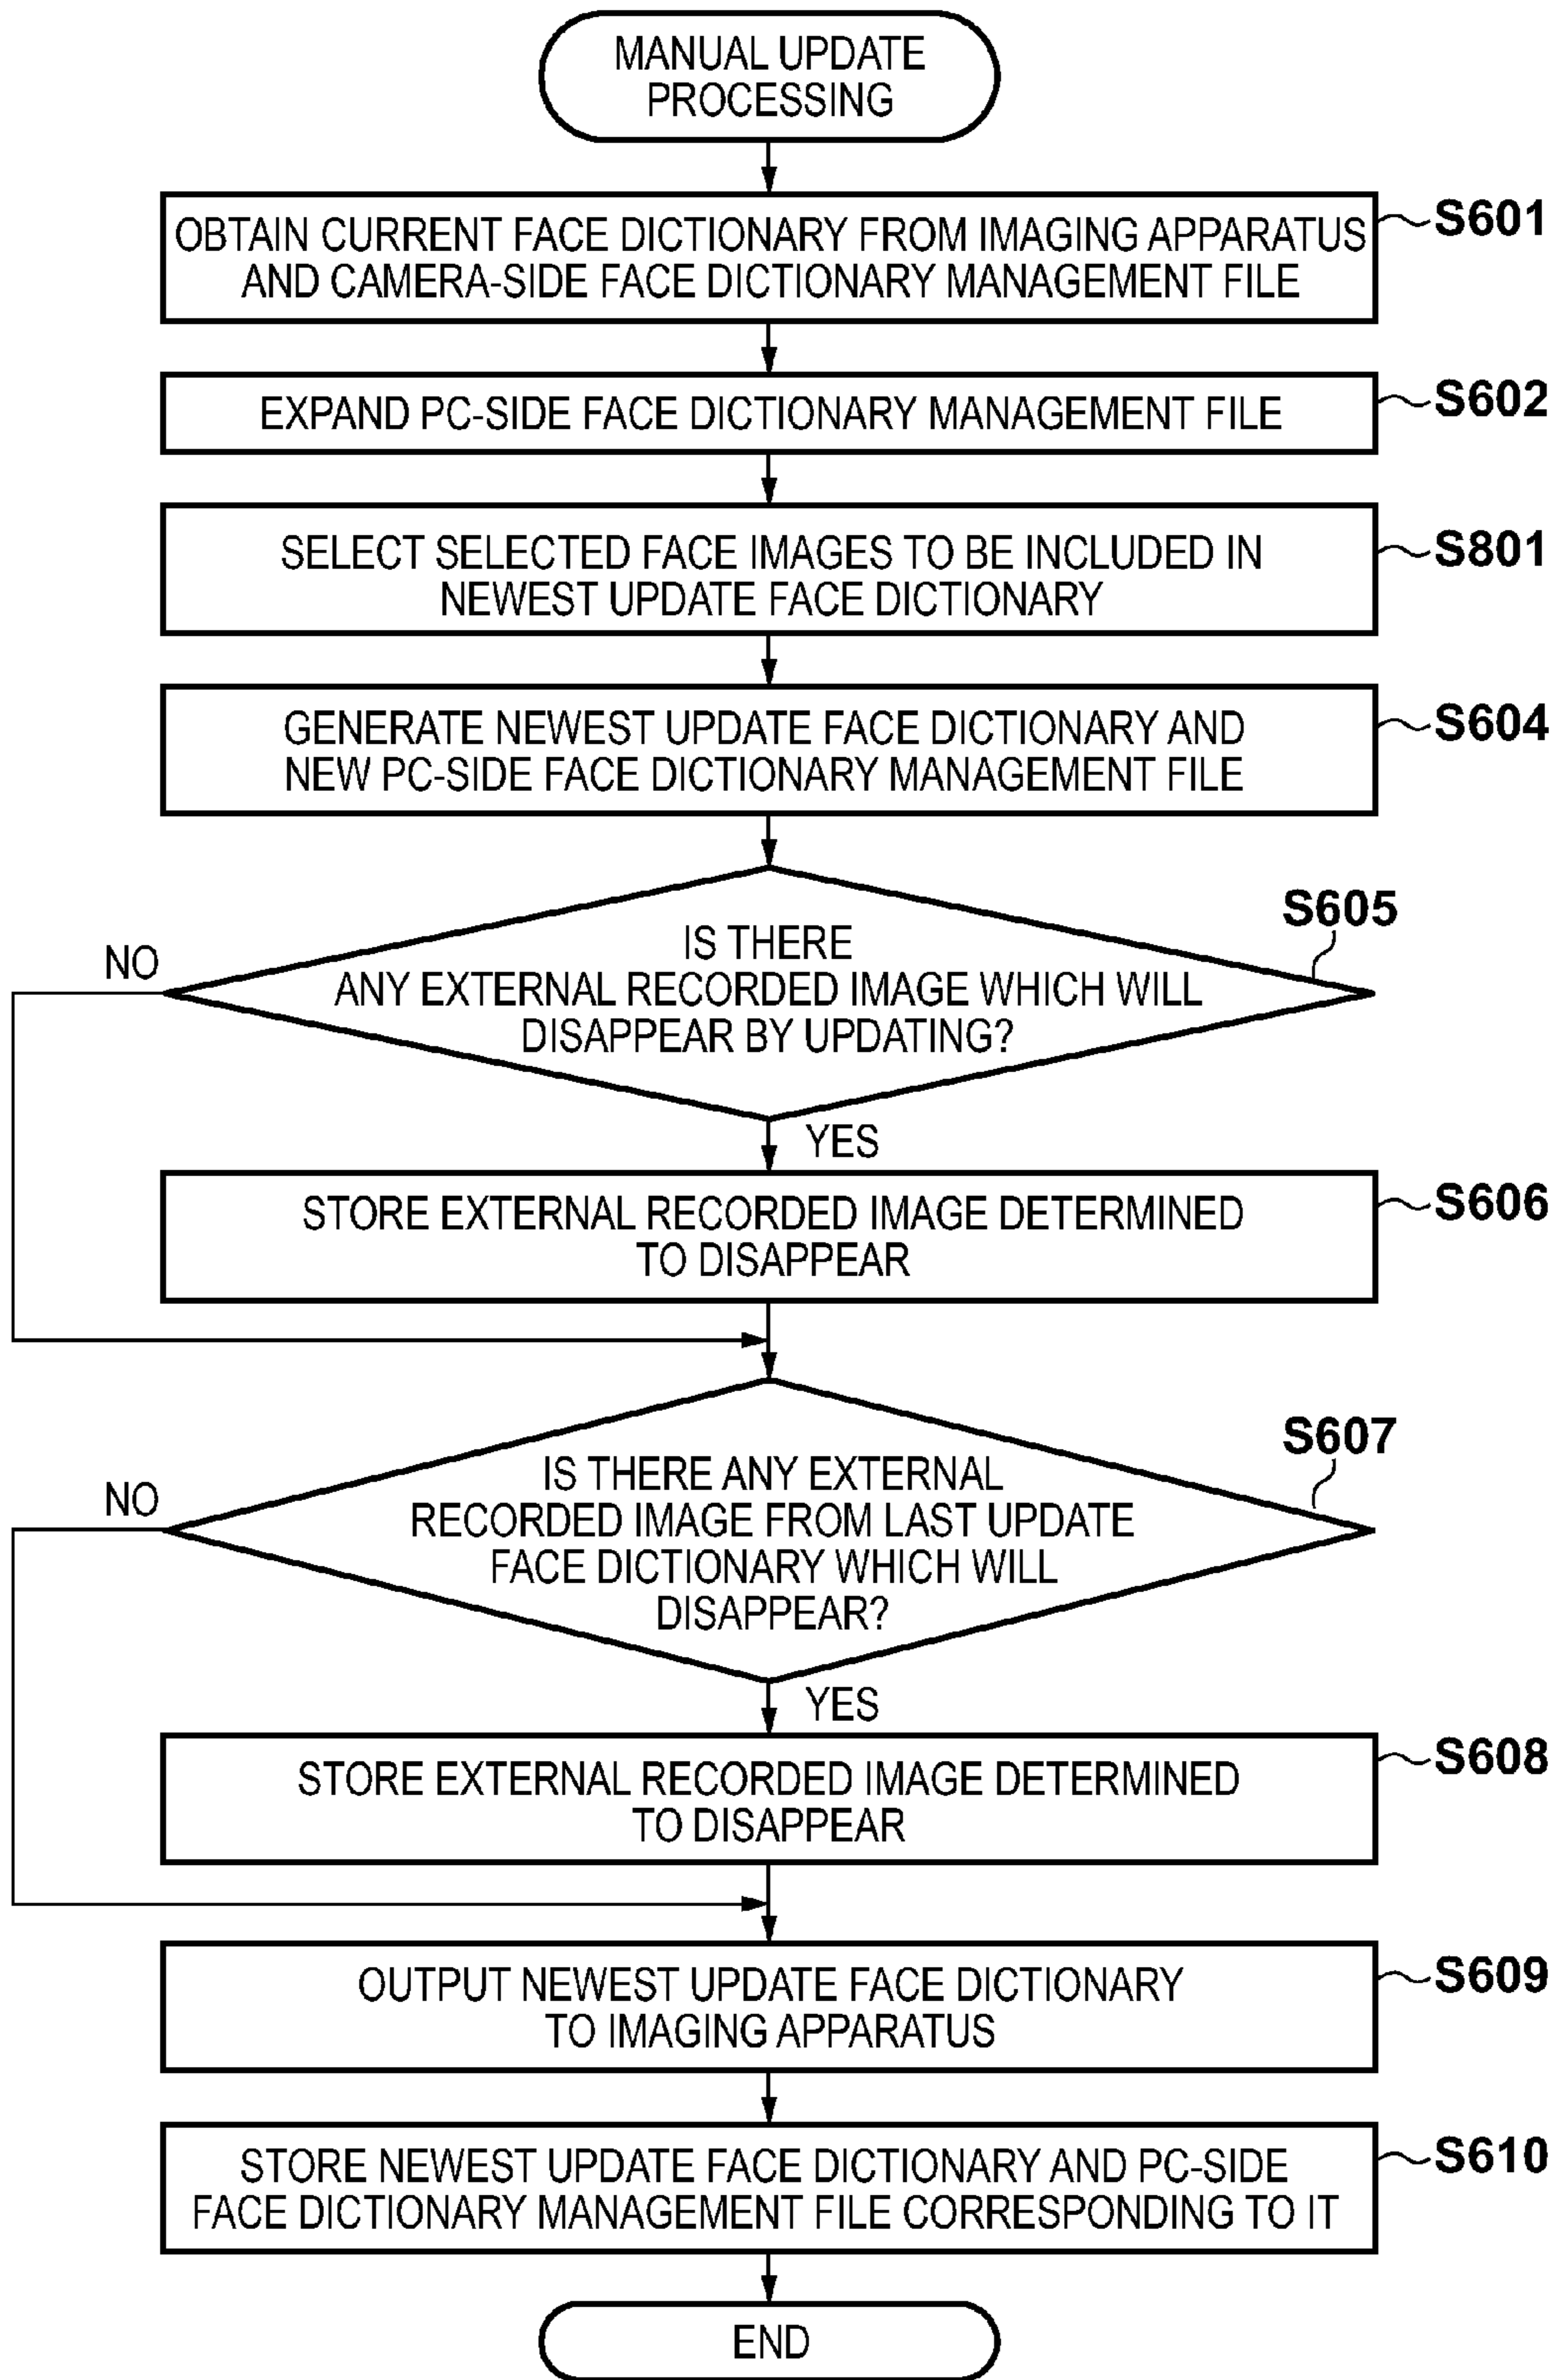 MANUAL UPDATE
PROCESSING
OBTAIN CURRENT FACE DICTIONARY FROM IMAGING APPARATUS
AND CAMERA-SIDE FACE DICTIONARY MANAGEMENT FILE
S601
EXPAND PC-SIDE FACE DICTIONARY MANAGEMENT FILE
S602
SELECT SELECTED FACE IMAGES TO BE INCLUDED IN
NEWEST UPDATE FACE DICTIONARY
S801
GENERATE NEWEST UPDATE FACE DICTIONARY AND
NEW PC-SIDE FACE DICTIONARY MANAGEMENT FILE
S604
S605
NO
IS THERE
ANY EXTERNAL RECORDED IMAGE WHICH WILL
DISAPPEAR BY UPDATING?
YES
STORE EXTERNAL RECORDED IMAGE DETERMINED
TO DISAPPEAR
S606
S607
NO
IS THERE ANY EXTERNAL
RECORDED IMAGE FROM LAST UPDATE
FACE DICTIONARY WHICH WILL
DISAPPEAR?
YES
STORE EXTERNAL RECORDED IMAGE DETERMINED
TO DISAPPEAR
S608
OUTPUT NEWEST UPDATE FACE DICTIONARY
TO IMAGING APPARATUS
S609
STORE NEWEST UPDATE FACE DICTIONARY AND PC-SIDE
FACE DICTIONARY MANAGEMENT FILE CORRESPONDING TO IT
S610
END